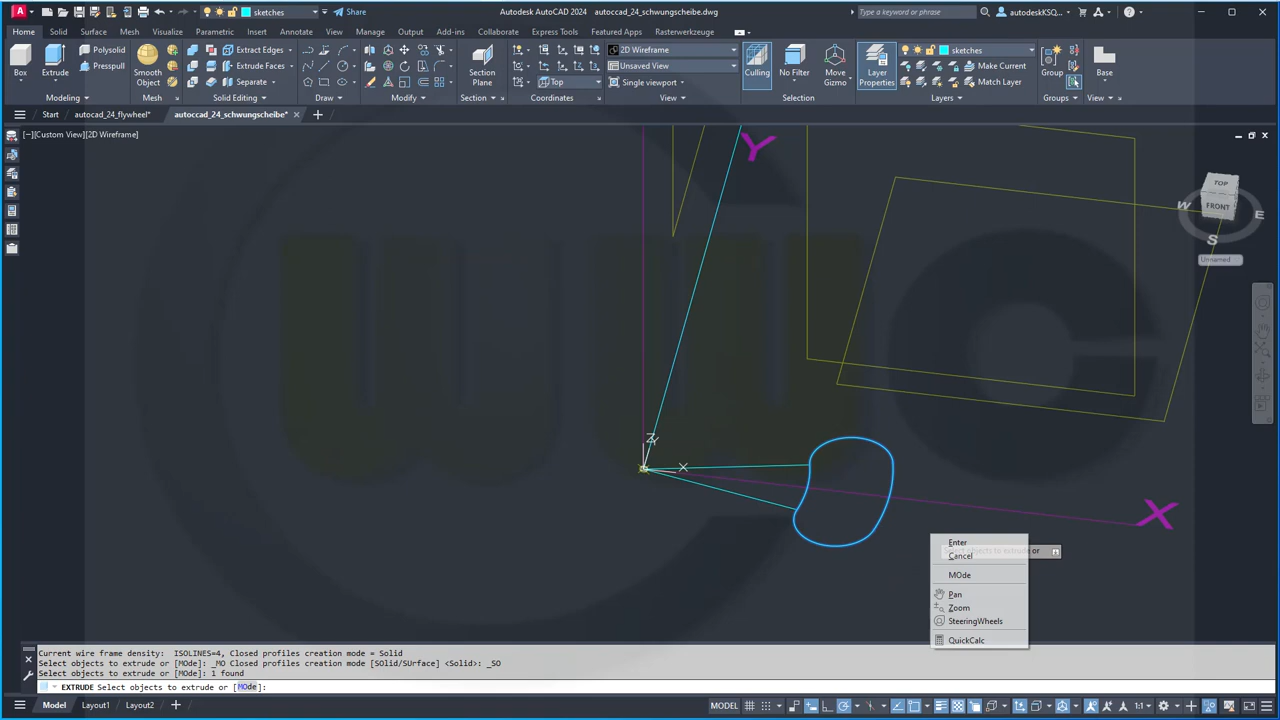 sketches
Share
Autodesk AutoCAD 2024 autoccad_24_schwungscheibe.dwg
Type a keyword or phrase
autodeskKSQ...
Home Solid Surface Mesh Visualize Parametric Insert Annotate View Manage Output Add-ins Collaborate Express Tools Featured Apps Rasterwerkzeuge
Box
Extrude
Polysolid
Presspull
Smooth Object
Extract Edges
Extrude Faces
Separate
Section Plane
Top
2D Wireframe
Unsaved View
Single viewport
Culling
No Filter
Move Gizmo
Layer Properties
sketches
Make Current
Match Layer
Group
Base
Modeling Mesh Solid Editing Draw Modify Section Coordinates View Selection Layers Groups View
Start autocad_24_flywheel* autoccad_24_schwungscheibe*
[−][Custom View][2D Wireframe]
Y
TOP
FRONT
W
E
S
Unnamed
Z
X
X
Enter
Cancel
MOde
Pan
Zoom
SteeringWheels
QuickCalc
Current wire frame density: ISOLINES=4, Closed profiles creation mode = Solid
Select objects to extrude or [MOde]: _MO Closed profiles creation mode [SOlid/SUrface] <Solid>: _SO
Select objects to extrude or [MOde]: 1 found
EXTRUDE Select objects to extrude or [MOde]:
Model Layout1 Layout2
MODEL
1:1